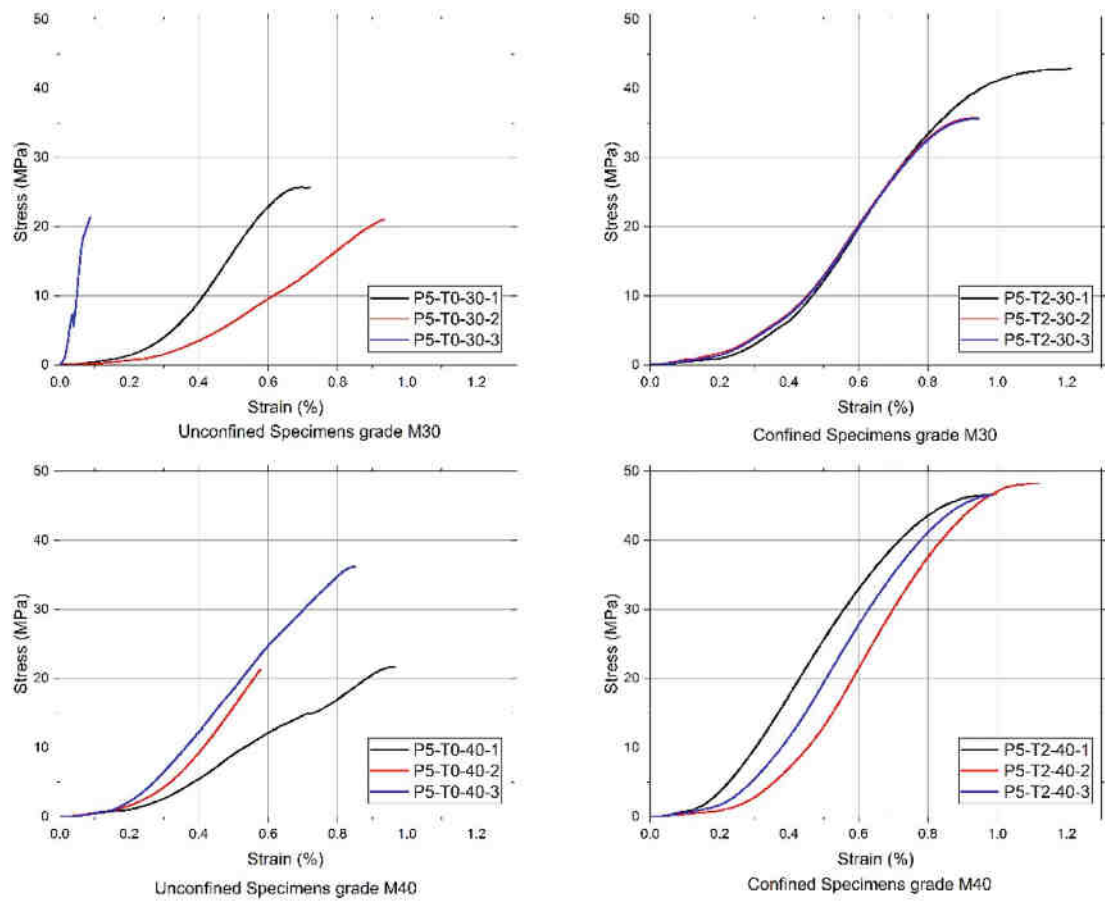 50
40
30
20
10
0
Stress (MPa)
P5-T0-30-1
P5-T0-30-2
P5-T0-30-3
0.0 0.2 0.4 0.6 0.8 1.0 1.2
Strain (%)
Unconfined Specimens grade M30
50
40
30
20
10
0
Stress (MPa)
P5-T2-30-1
P5-T2-30-2
P5-T2-30-3
0.0 0.2 0.4 0.6 0.8 1.0 1.2
Strain (%)
Confined Specimens grade M30
50
40
30
20
10
0
Stress (MPa)
P5-T0-40-1
P5-T0-40-2
P5-T0-40-3
0.0 0.2 0.4 0.6 0.8 1.0 1.2
Strain (%)
Unconfined Specimens grade M40
50
40
30
20
10
0
Stress (MPa)
P5-T2-40-1
P5-T2-40-2
P5-T2-40-3
0.0 0.2 0.4 0.6 0.8 1.0 1.2
Strain (%)
Confined Specimens grade M40